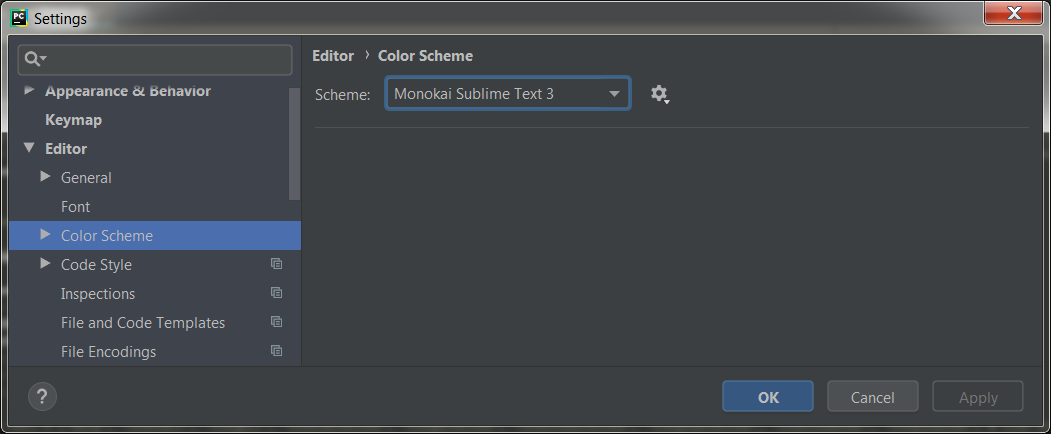 PC
Settings
Appearance & Behavior
Keymap
Editor
General
Font
Color Scheme
Code Style
Inspections
File and Code Templates
File Encodings
Editor › Color Scheme
Scheme: Monokai Sublime Text 3
?
OK Cancel Apply